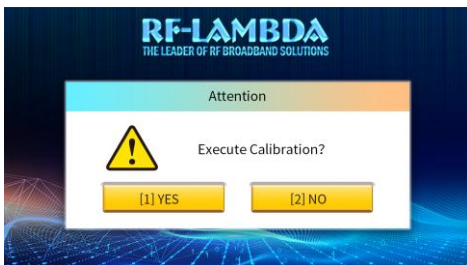 RF-LAMBDA
THE LEADER OF RF BROADBAND SOLUTIONS
Attention
Execute Calibration?
[1] YES
[2] NO